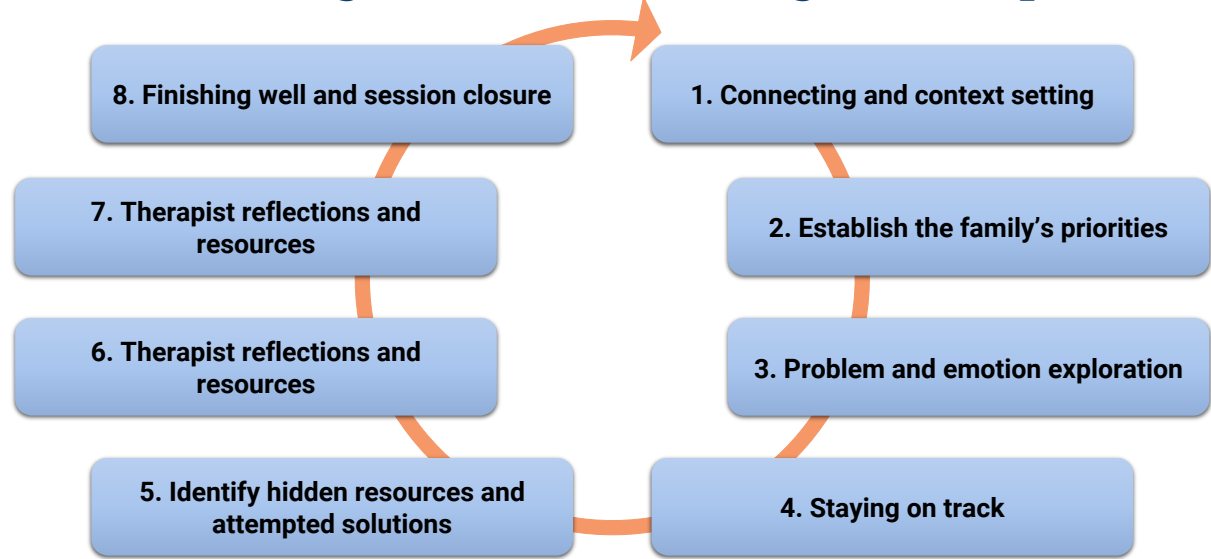 8. Finishing well and session closure
1. Connecting and context setting
7. Therapist reflections and
resources
2. Establish the family's priorities
6. Therapist reflections and
resources
3. Problem and emotion exploration
5. Identify hidden resources and
attempted solutions
4. Staying on track